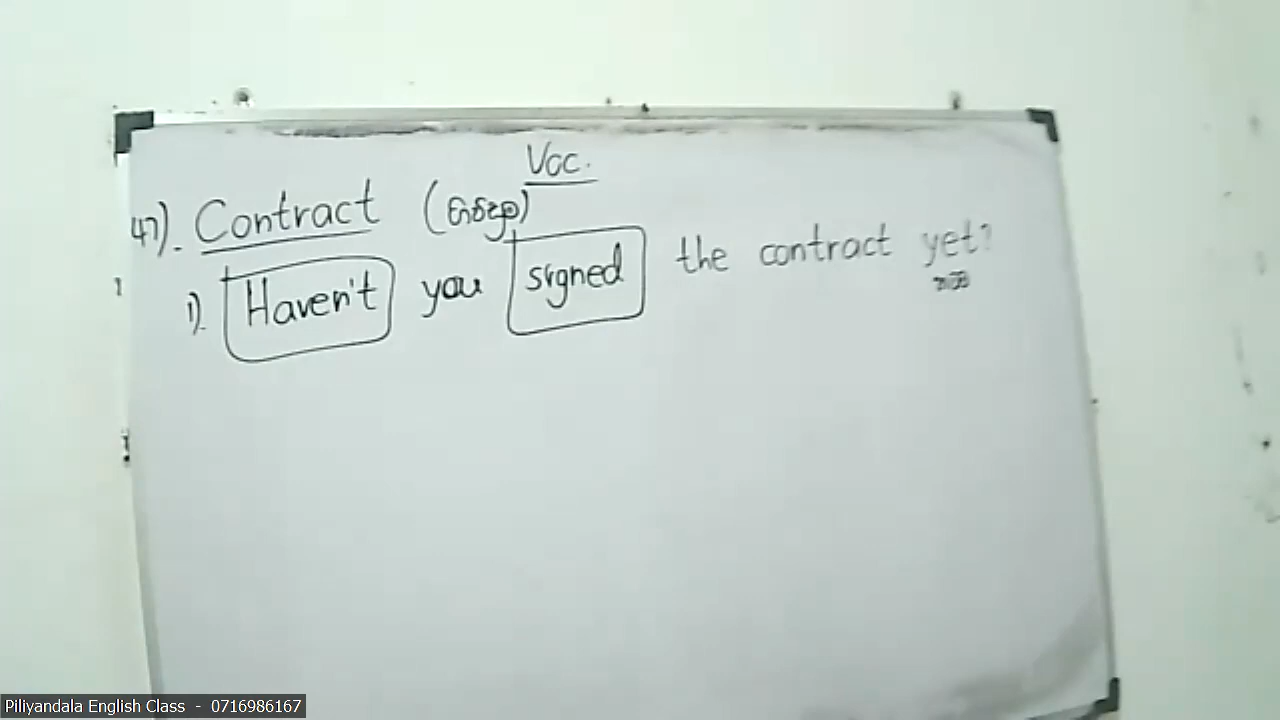 Voc.
47). Contract (ගිවිසුම)
1). Haven't you signed the contract yet?
තාම
Piliyandala English Class - 0716986167